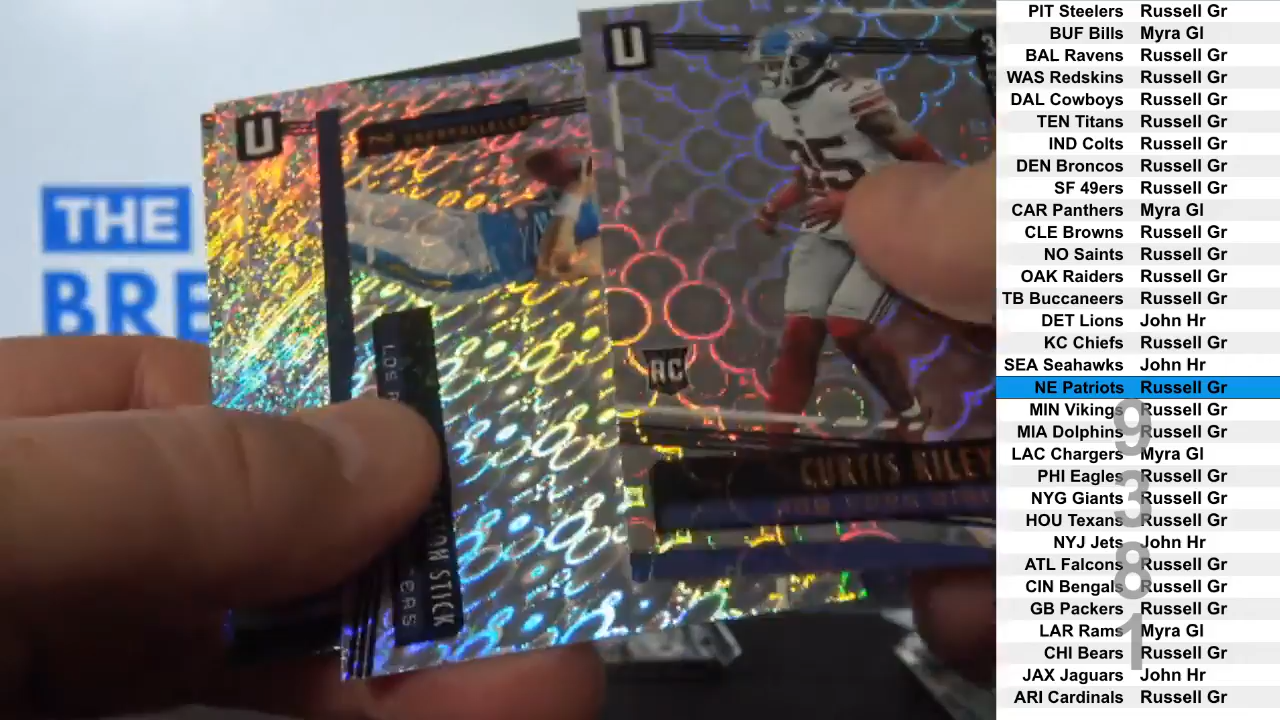 THE
BRE
U
U
35
RC
CURTIS RILEY
STICK
PIT Steelers Russell Gr
BUF Bills Myra Gl
BAL Ravens Russell Gr
WAS Redskins Russell Gr
DAL Cowboys Russell Gr
TEN Titans Russell Gr
IND Colts Russell Gr
DEN Broncos Russell Gr
SF 49ers Russell Gr
CAR Panthers Myra Gl
CLE Browns Russell Gr
NO Saints Russell Gr
OAK Raiders Russell Gr
TB Buccaneers Russell Gr
DET Lions John Hr
KC Chiefs Russell Gr
SEA Seahawks John Hr
NE Patriots Russell Gr
MIN Vikings Russell Gr
MIA Dolphins Russell Gr
LAC Chargers Myra Gl
PHI Eagles Russell Gr
NYG Giants Russell Gr
HOU Texans Russell Gr
NYJ Jets John Hr
ATL Falcons Russell Gr
CIN Bengals Russell Gr
GB Packers Russell Gr
LAR Rams Myra Gl
CHI Bears Russell Gr
JAX Jaguars John Hr
ARI Cardinals Russell Gr
9
3
8
1